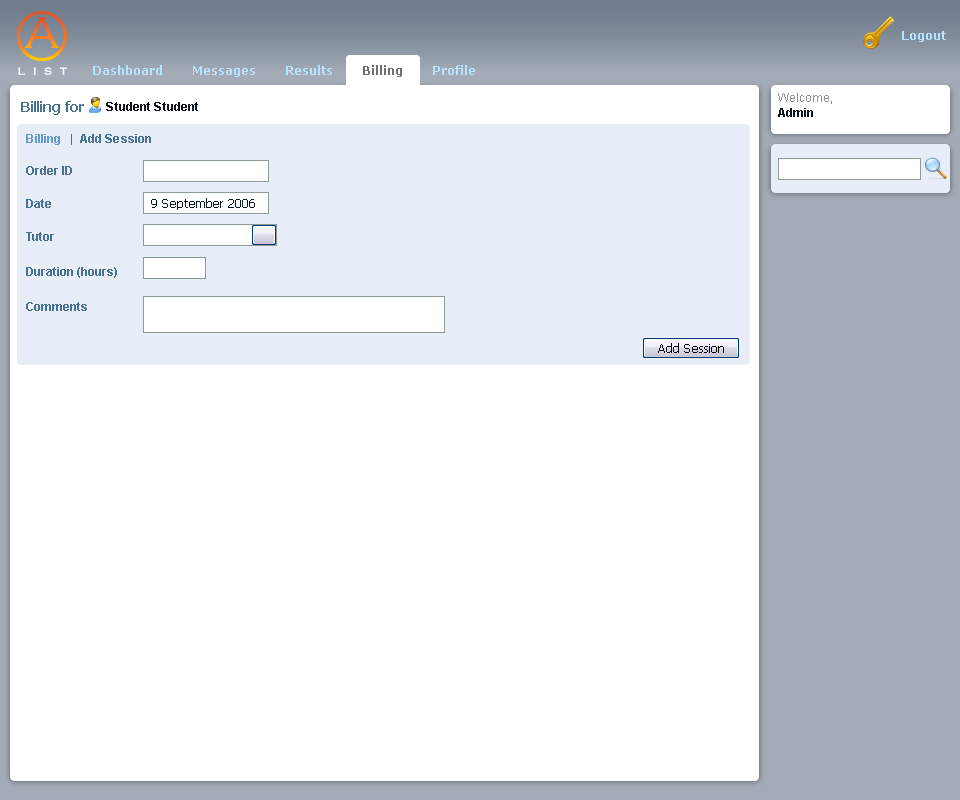 A
LIST
Dashboard Messages Results Billing Profile
Logout
Billing for Student Student
Billing | Add Session
Order ID
Date 9 September 2006
Tutor
Duration (hours)
Comments
Add Session
Welcome,
Admin